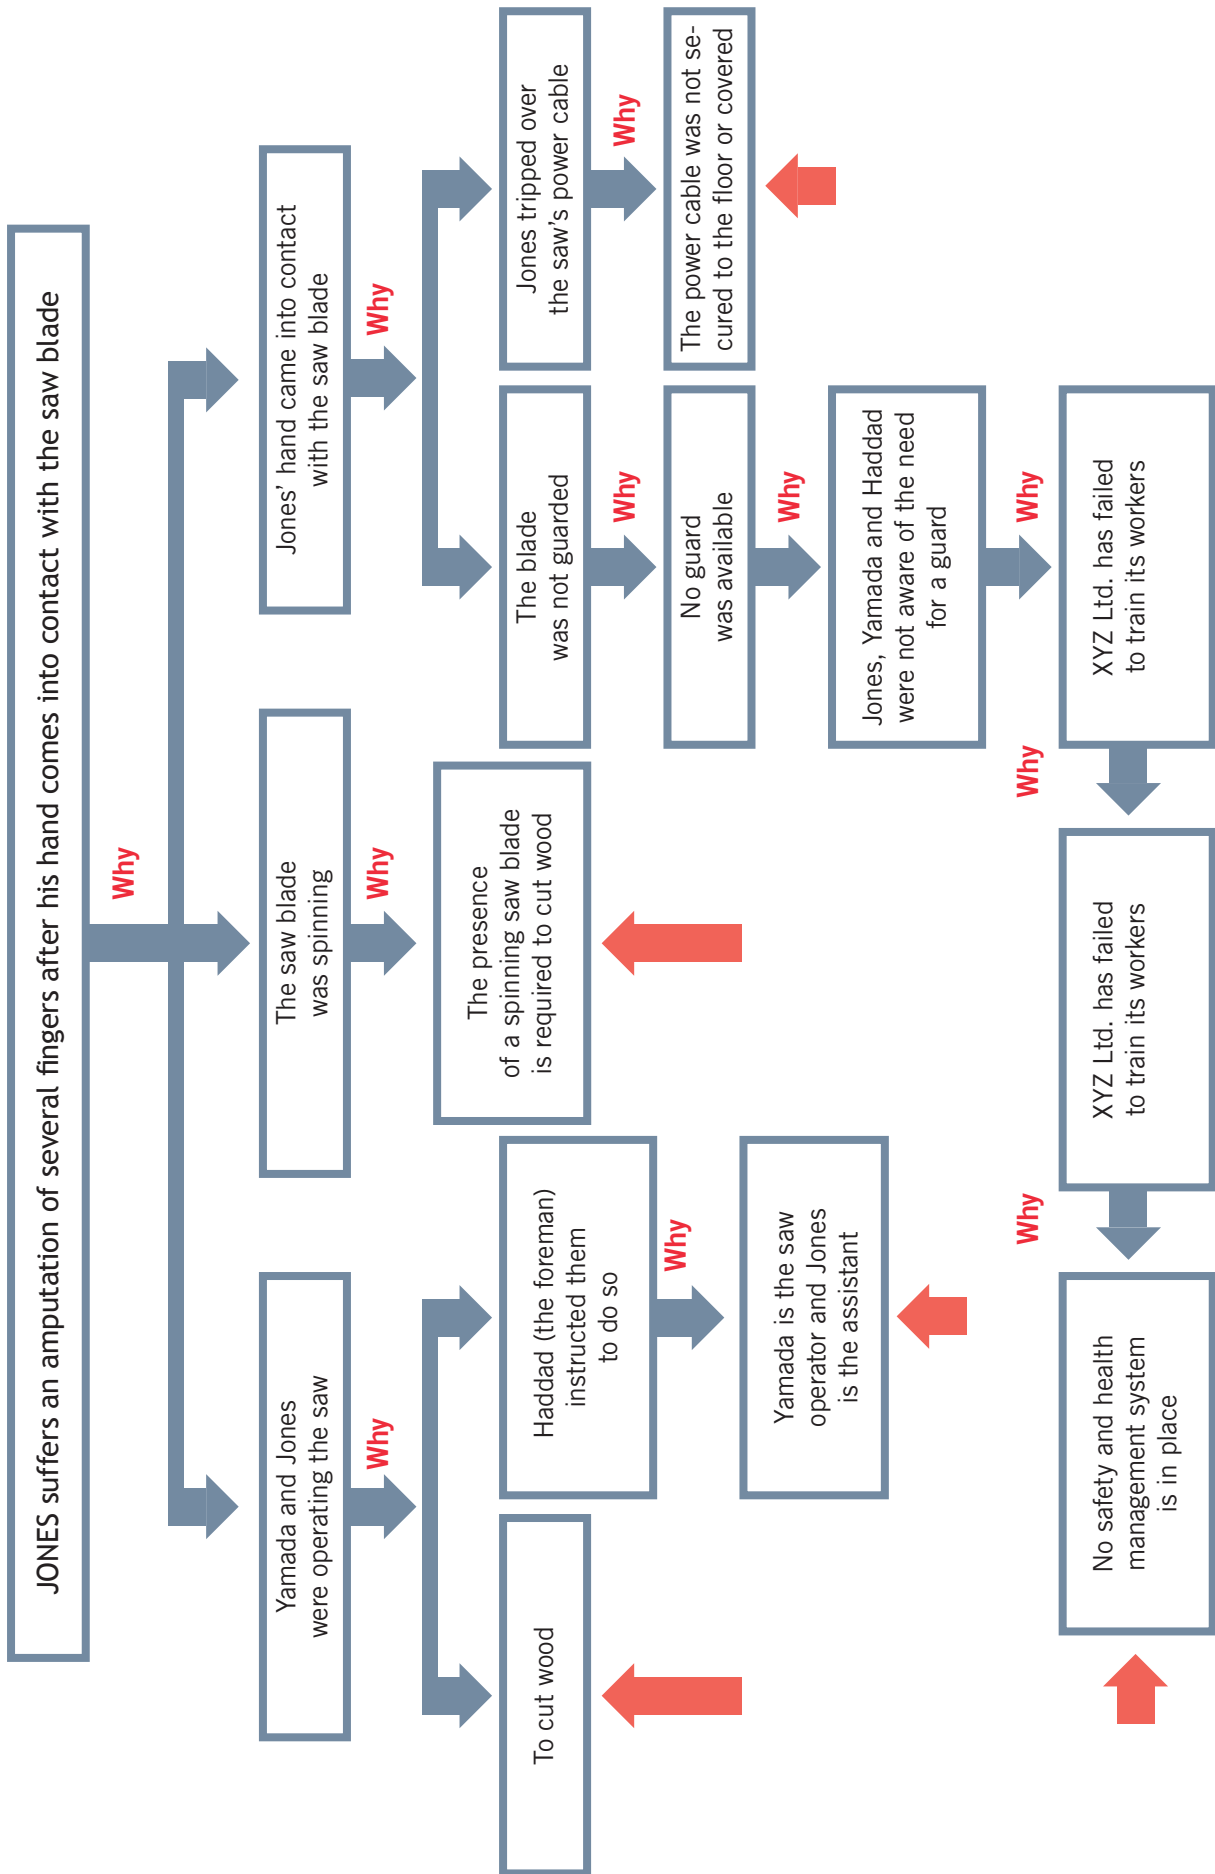 JONES suffers an amputation of several fingers after his hand comes into contact with the saw blade
Why
Yamada and Jones
were operating the saw
The saw blade
was spinning
Jones’ hand came into contact
with the saw blade
Why
Why
Why
To cut wood
Haddad (the foreman)
instructed them
to do so
The presence
of a spinning saw blade
is required to cut wood
The blade
was not guarded
Jones tripped over
the saw’s power cable
Why
Why
Why
Yamada is the saw
operator and Jones
is the assistant
No guard
was available
The power cable was not se-
cured to the floor or covered
Why
Jones, Yamada and Haddad
were not aware of the need
for a guard
Why
XYZ Ltd. has failed
to train its workers
Why
XYZ Ltd. has failed
to train its workers
Why
No safety and health
management system
is in place